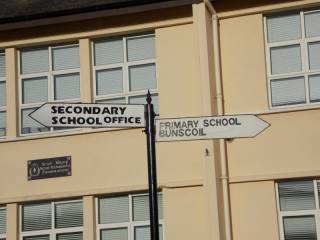 SECONDARY
SCHOOL OFFICE
PRIMARY SCHOOL
BUNSCOIL